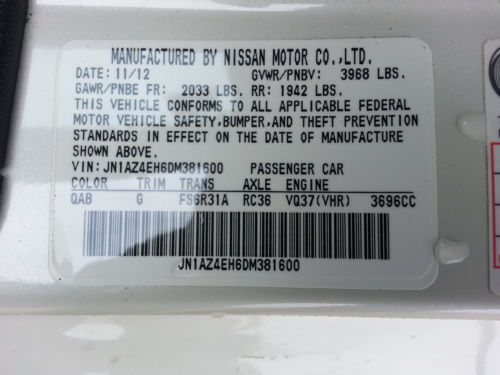 MANUFACTURED BY NISSAN MOTOR CO.,LTD.
DATE: 11/12 GVWR/PNBV: 3968 LBS.
GAWR/PNBE FR: 2033 LBS. RR: 1942 LBS.
THIS VEHICLE CONFORMS TO ALL APPLICABLE FEDERAL
MOTOR VEHICLE SAFETY,BUMPER,AND THEFT PREVENTION
STANDARDS IN EFFECT ON THE DATE OF MANUFACTURE
SHOWN ABOVE.
VIN: JN1AZ4EH6DM381600 PASSENGER CAR
COLOR TRIM TRANS AXLE ENGINE
QAB G FS6R31A RC36 VQ37(VHR) 3696CC
JN1AZ4EH6DM381600